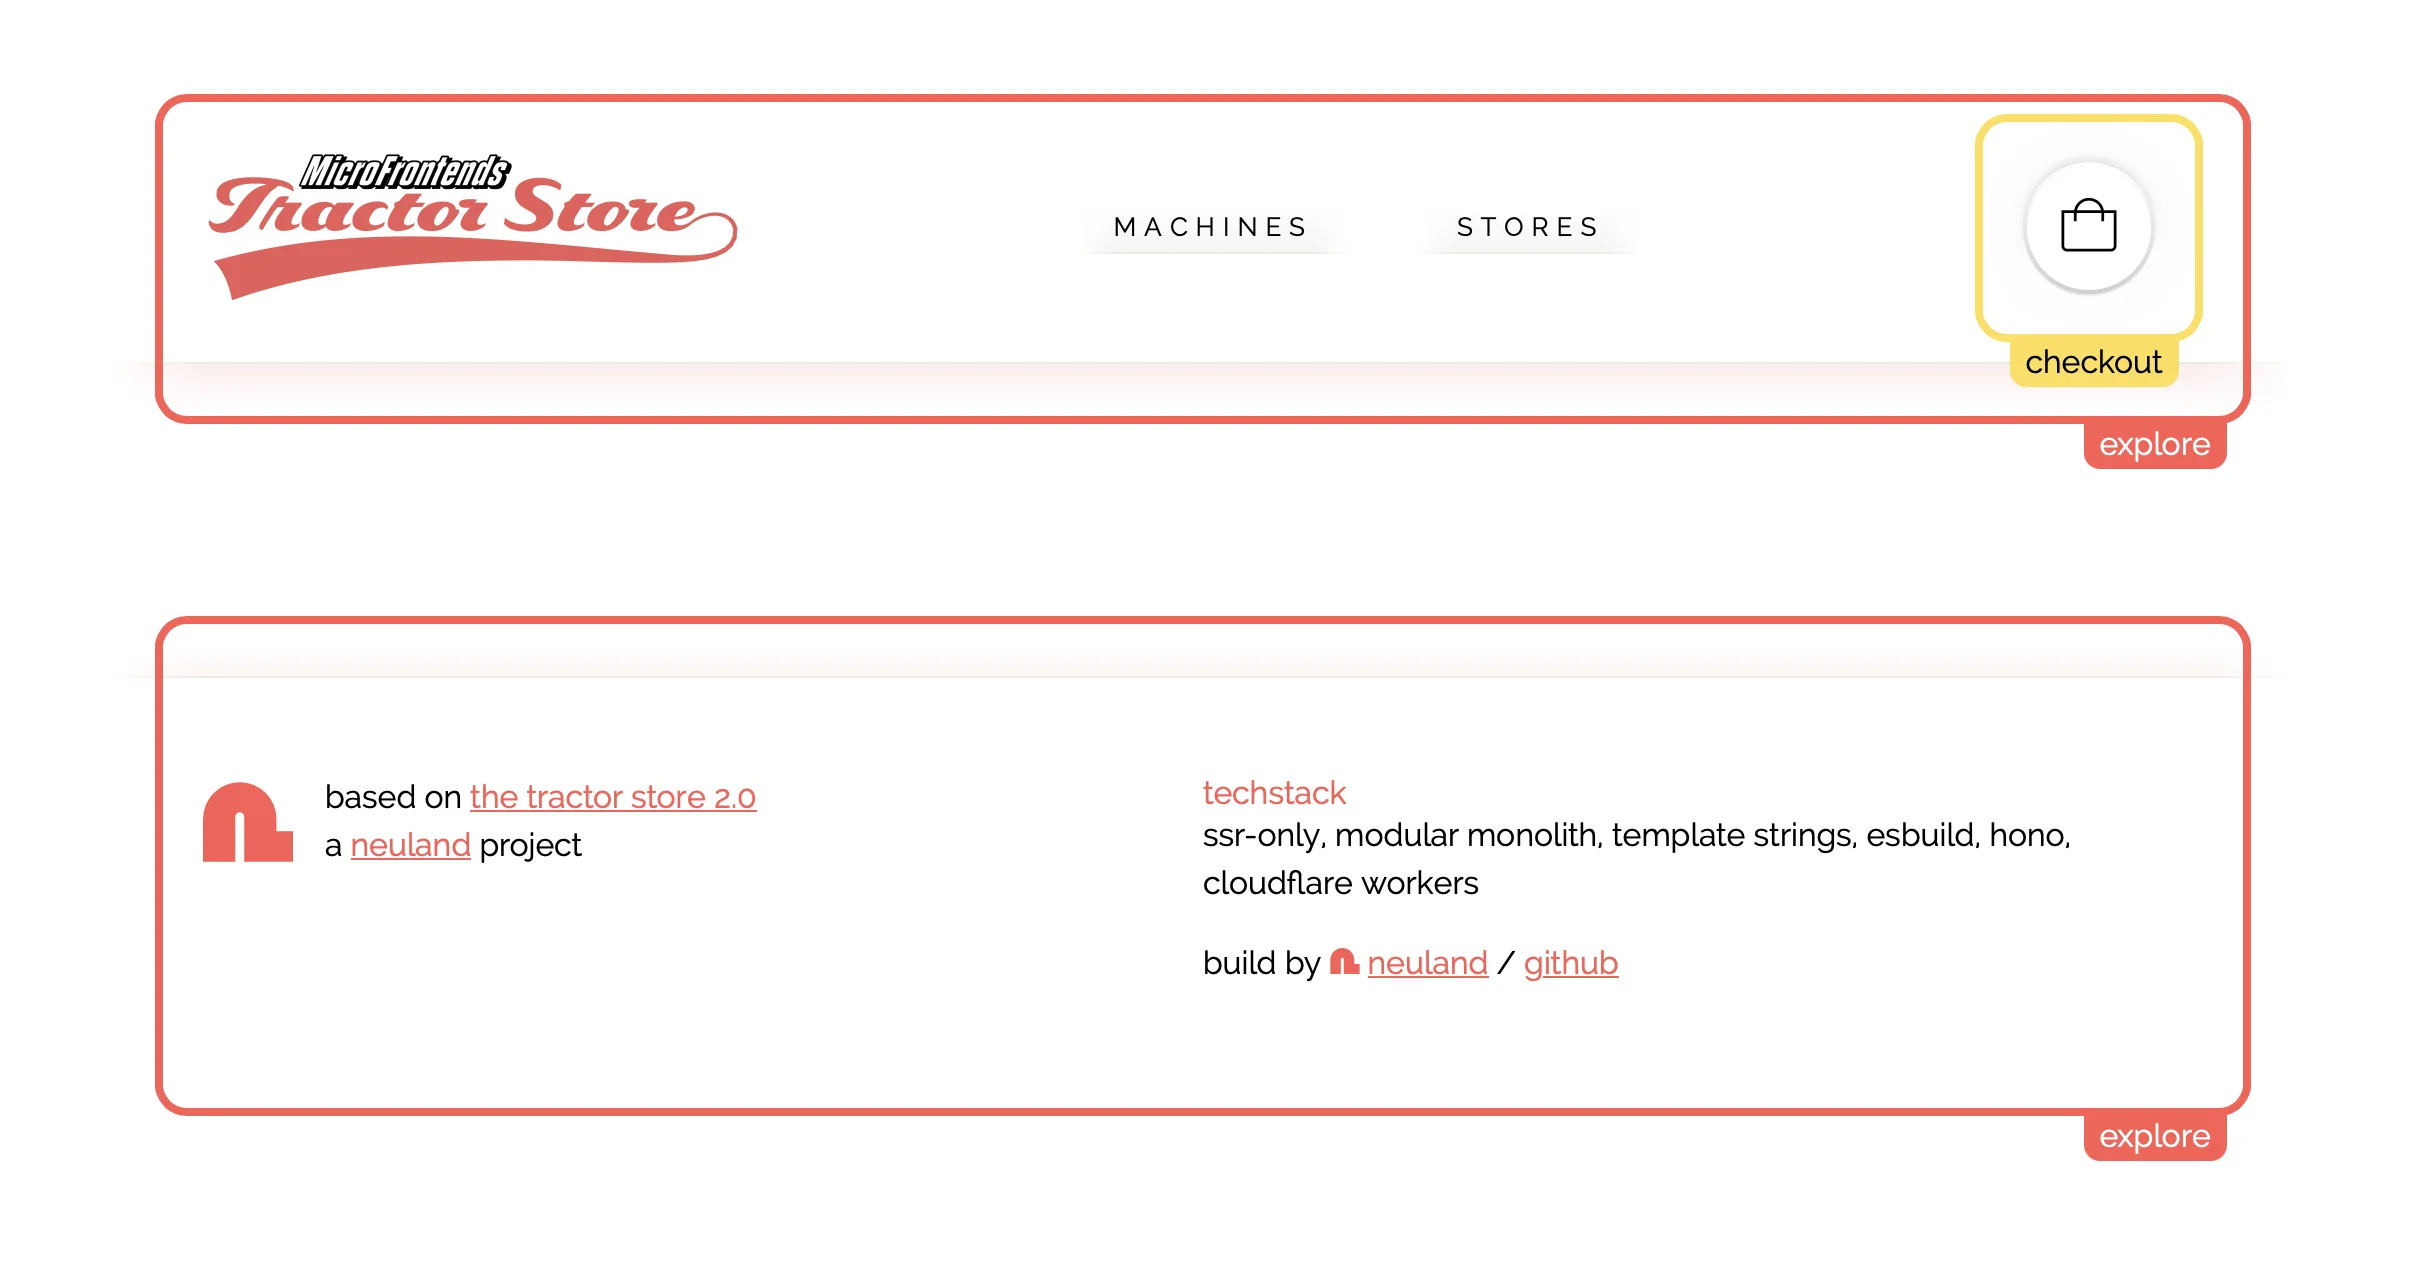 MicroFrontends
Tractor Store
MACHINES
STORES
checkout
explore
based on the tractor store 2.0
a neuland project
techstack
ssr-only, modular monolith, template strings, esbuild, hono,
cloudflare workers
build by neuland / github
explore